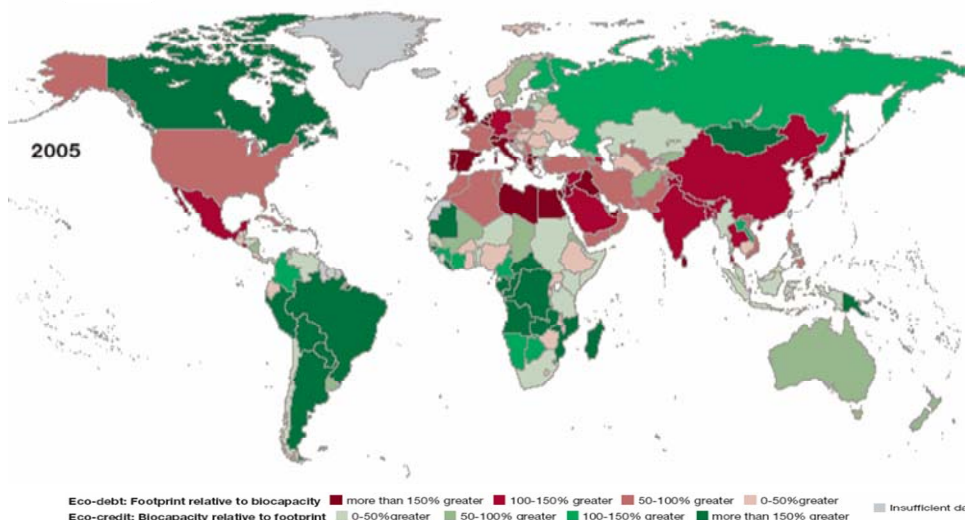 2005
Eco-debt: Footprint relative to biocapacity more than 150% greater 100-150% greater 50-100% greater 0-50%greater
Eco-credit: Biocapacity relative to footprint 0-50%greater 50-100% greater 100-150% greater more than 150% greater Insufficient da